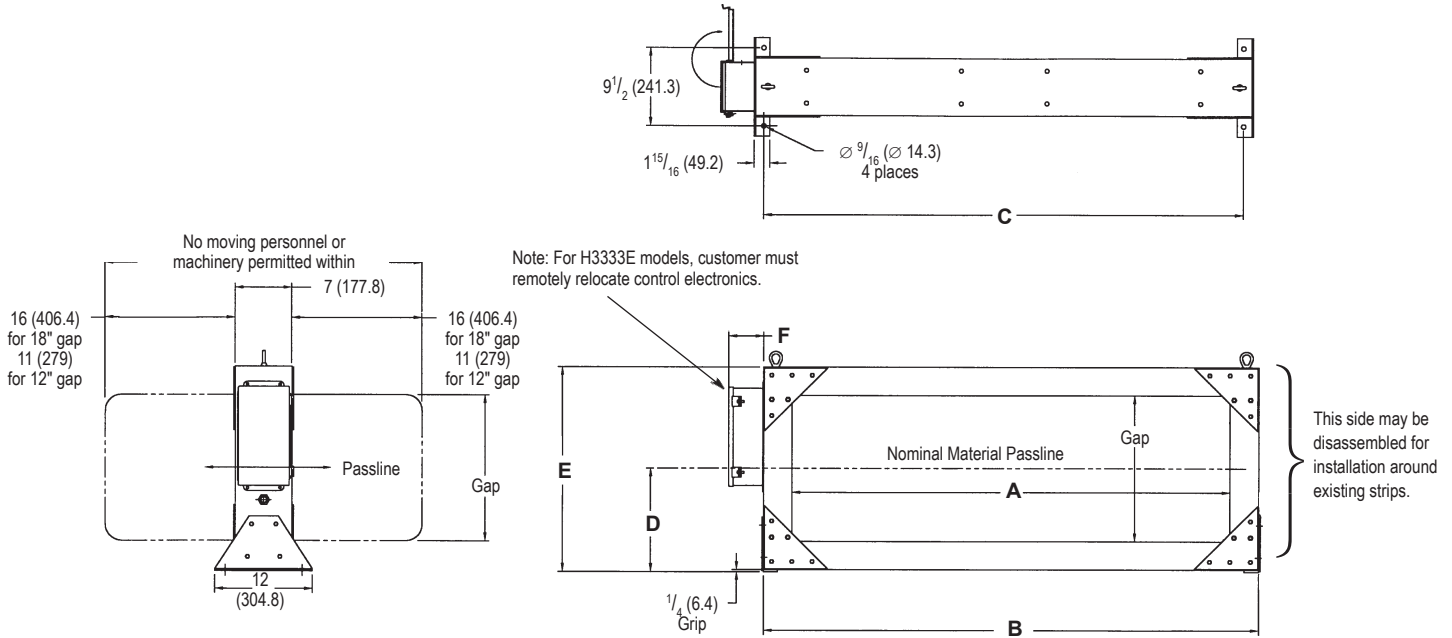 9 1/2 (241.3)
1 15/16 (49.2)
∅ 9/16 (∅ 14.3)
4 places
C
No moving personnel or
machinery permitted within
7 (177.8)
16 (406.4)
for 18" gap
11 (279)
for 12" gap
16 (406.4)
for 18" gap
11 (279)
for 12" gap
Passline
Gap
12
(304.8)
Note: For H3333E models, customer must
remotely relocate control electronics.
F
E
D
Gap
Nominal Material Passline
A
1/4 (6.4)
Grip
B
This side may be
disassembled for
installation around
existing strips.